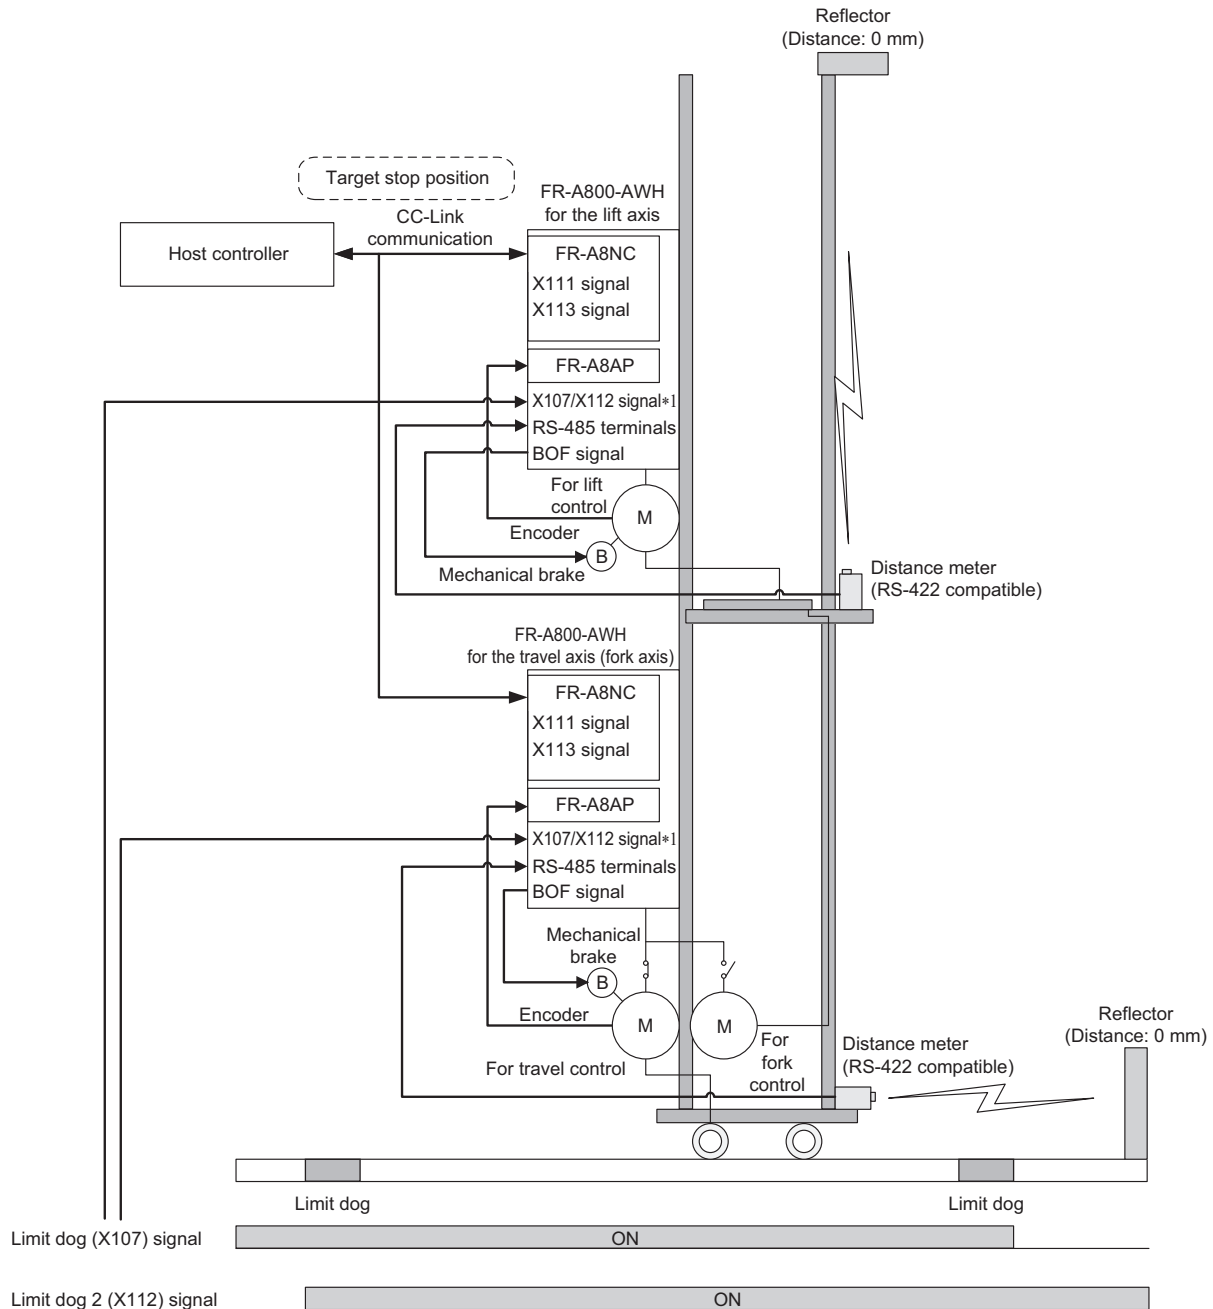 Reflector
(Distance: 0 mm)
Target stop position
FR-A800-AWH
for the lift axis
CC-Link
communication
Host controller
FR-A8NC
X111 signal
X113 signal
FR-A8AP
X107/X112 signal*1
RS-485 terminals
BOF signal
For lift
control
M
Encoder
B
Mechanical brake
Distance meter
(RS-422 compatible)
FR-A800-AWH
for the travel axis (fork axis)
FR-A8NC
X111 signal
X113 signal
FR-A8AP
X107/X112 signal*1
RS-485 terminals
BOF signal
Mechanical
brake
B
Encoder
M
M
For travel control
For
fork
control
Distance meter
(RS-422 compatible)
Reflector
(Distance: 0 mm)
Limit dog
Limit dog
Limit dog (X107) signal
ON
Limit dog 2 (X112) signal
ON